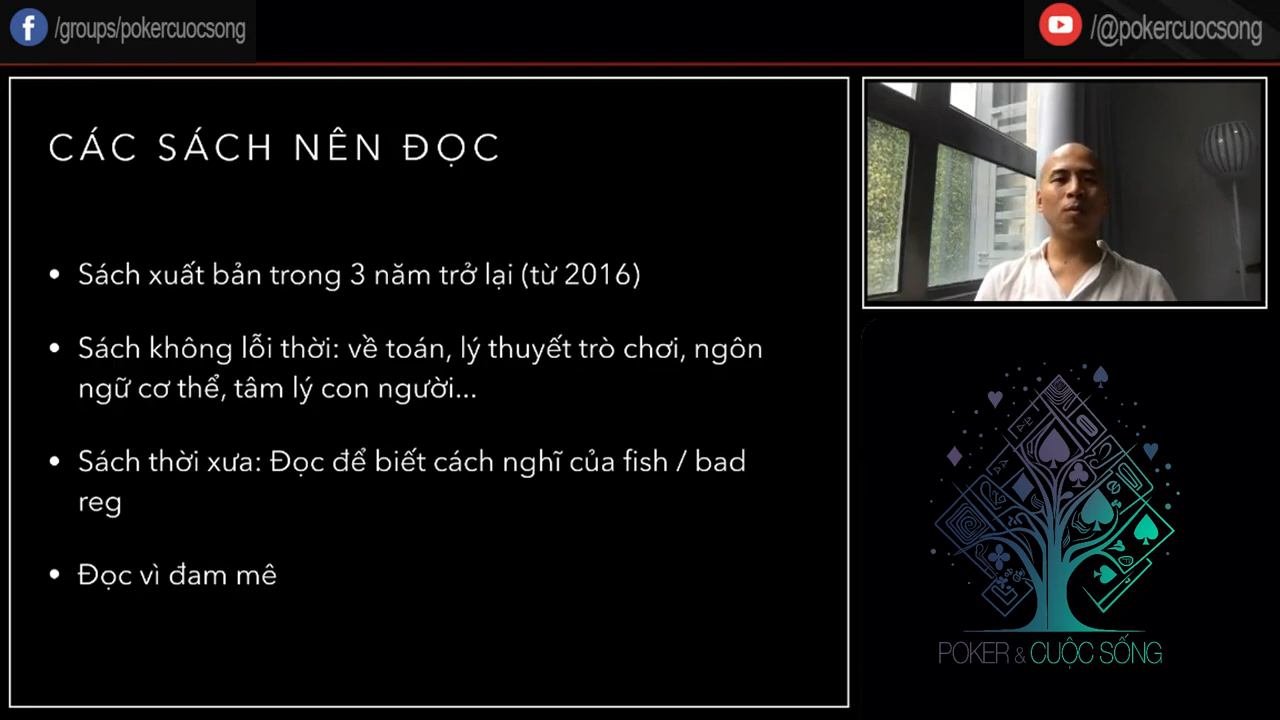 /groups/pokercuocsong
/@pokercuocsong
CÁC SÁCH NÊN ĐỌC
• Sách xuất bản trong 3 năm trở lại (từ 2016)
• Sách không lỗi thời: về toán, lý thuyết trò chơi, ngôn
ngữ cơ thể, tâm lý con người...
• Sách thời xưa: Đọc để biết cách nghĩ của fish / bad
reg
• Đọc vì đam mê
POKER & CUỘC SỐNG